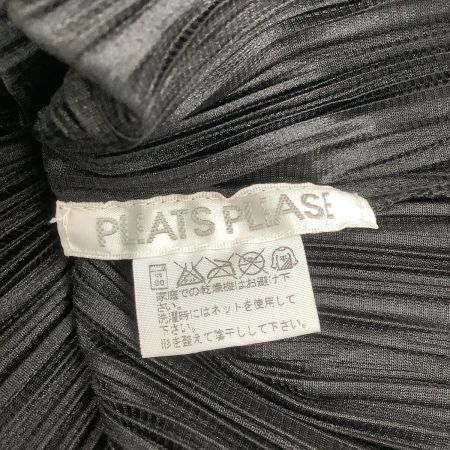 PLEATS PLEASE
家庭での乾燥機はお避け下
さい。
洗濯時にはネットを使用して
下さい。
形を整えて陰干しして下さい。